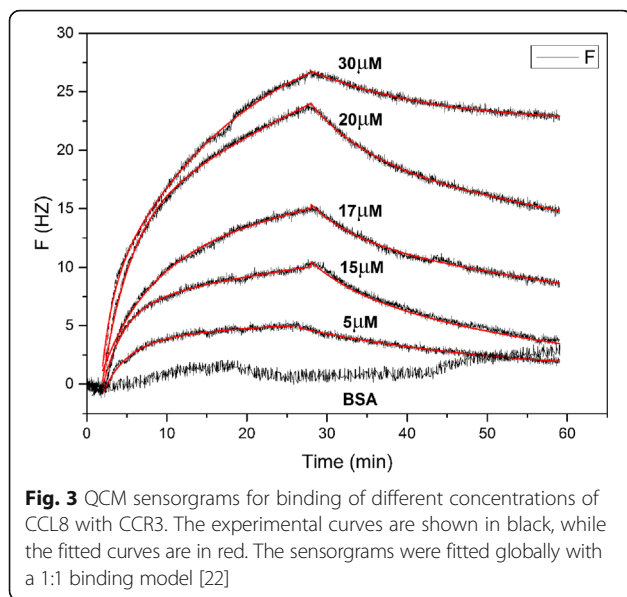 F
30μM
20μM
17μM
15μM
5μM
BSA
30
25
20
15
10
5
0
F (HZ)
0 10 20 30 40 50 60
Time (min)
Fig. 3 QCM sensorgrams for binding of different concentrations of
CCL8 with CCR3. The experimental curves are shown in black, while
the fitted curves are in red. The sensorgrams were fitted globally with
a 1:1 binding model [22]